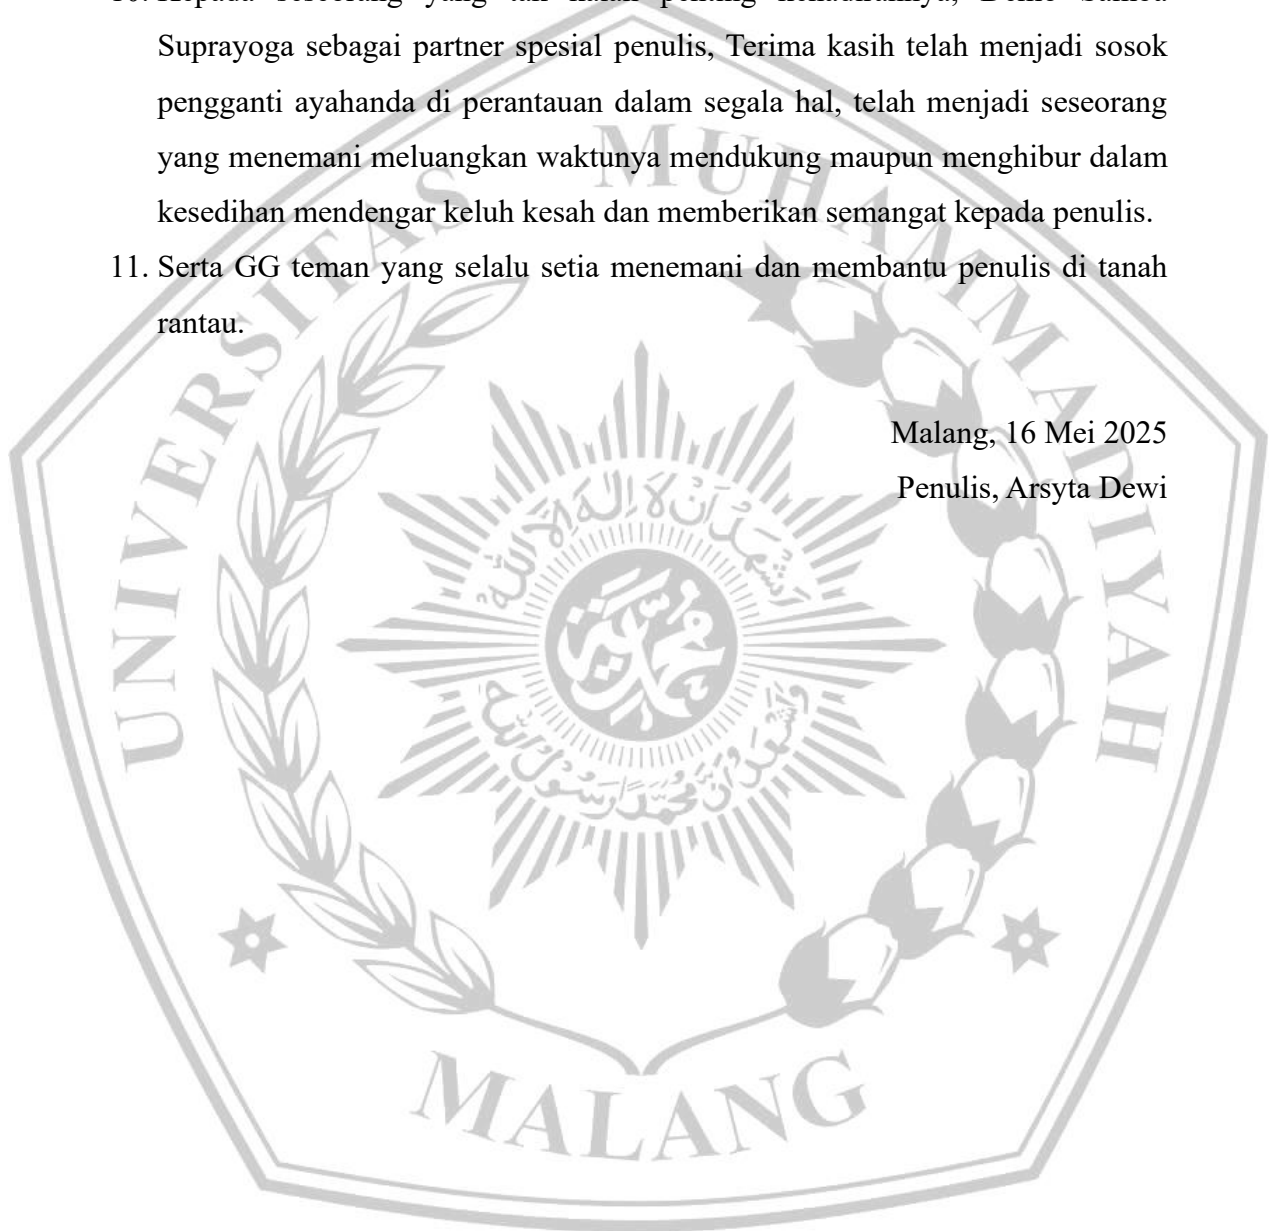 Suprayoga sebagai partner spesial penulis, Terima kasih telah menjadi sosok
pengganti ayahanda di perantauan dalam segala hal, telah menjadi seseorang
yang menemani meluangkan waktunya mendukung maupun menghibur dalam
kesedihan mendengar keluh kesah dan memberikan semangat kepada penulis.
11. Serta GG teman yang selalu setia menemani dan membantu penulis di tanah
rantau.
Malang, 16 Mei 2025
Penulis, Arsyta Dewi
UNIVERSITAS MUHAMMADIYAH
MALANG